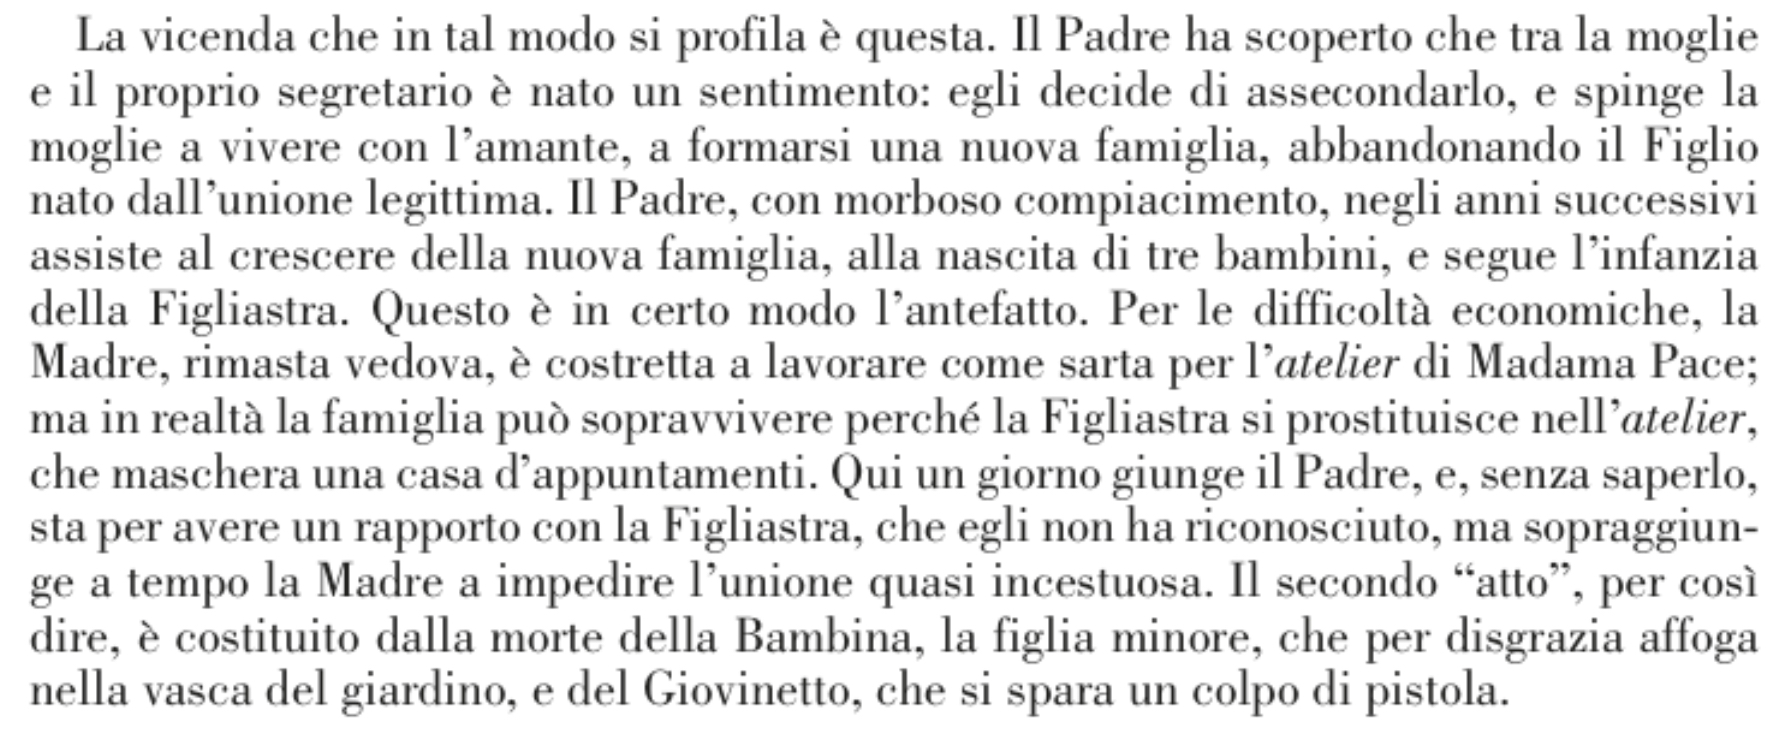 La vicenda che in tal modo si profila è questa. Il Padre ha scoperto che tra la moglie
e il proprio segretario è nato un sentimento: egli decide di assecondarlo, e spinge la
moglie a vivere con l’amante, a formarsi una nuova famiglia, abbandonando il Figlio
nato dall’unione legittima. Il Padre, con morboso compiacimento, negli anni successivi
assiste al crescere della nuova famiglia, alla nascita di tre bambini, e segue l’infanzia
della Figliastra. Questo è in certo modo l’antefatto. Per le difficoltà economiche, la
Madre, rimasta vedova, è costretta a lavorare come sarta per l’atelier di Madama Pace;
ma in realtà la famiglia può sopravvivere perché la Figliastra si prostituisce nell’atelier,
che maschera una casa d’appuntamenti. Qui un giorno giunge il Padre, e, senza saperlo,
sta per avere un rapporto con la Figliastra, che egli non ha riconosciuto, ma sopraggiun-
ge a tempo la Madre a impedire l’unione quasi incestuosa. Il secondo “atto”, per così
dire, è costituito dalla morte della Bambina, la figlia minore, che per disgrazia affoga
nella vasca del giardino, e del Giovinetto, che si spara un colpo di pistola.